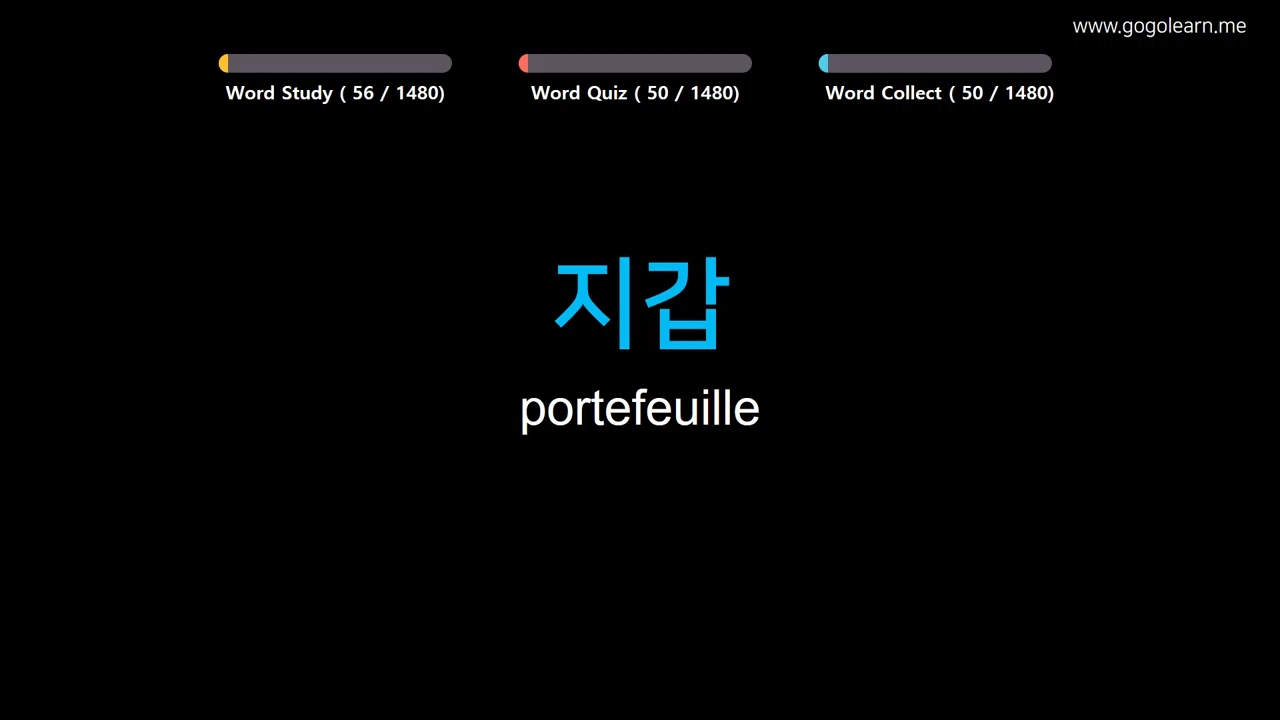 www.gogolearn.me
Word Study ( 56 / 1480)
Word Quiz ( 50 / 1480)
Word Collect ( 50 / 1480)
지갑
portefeuille